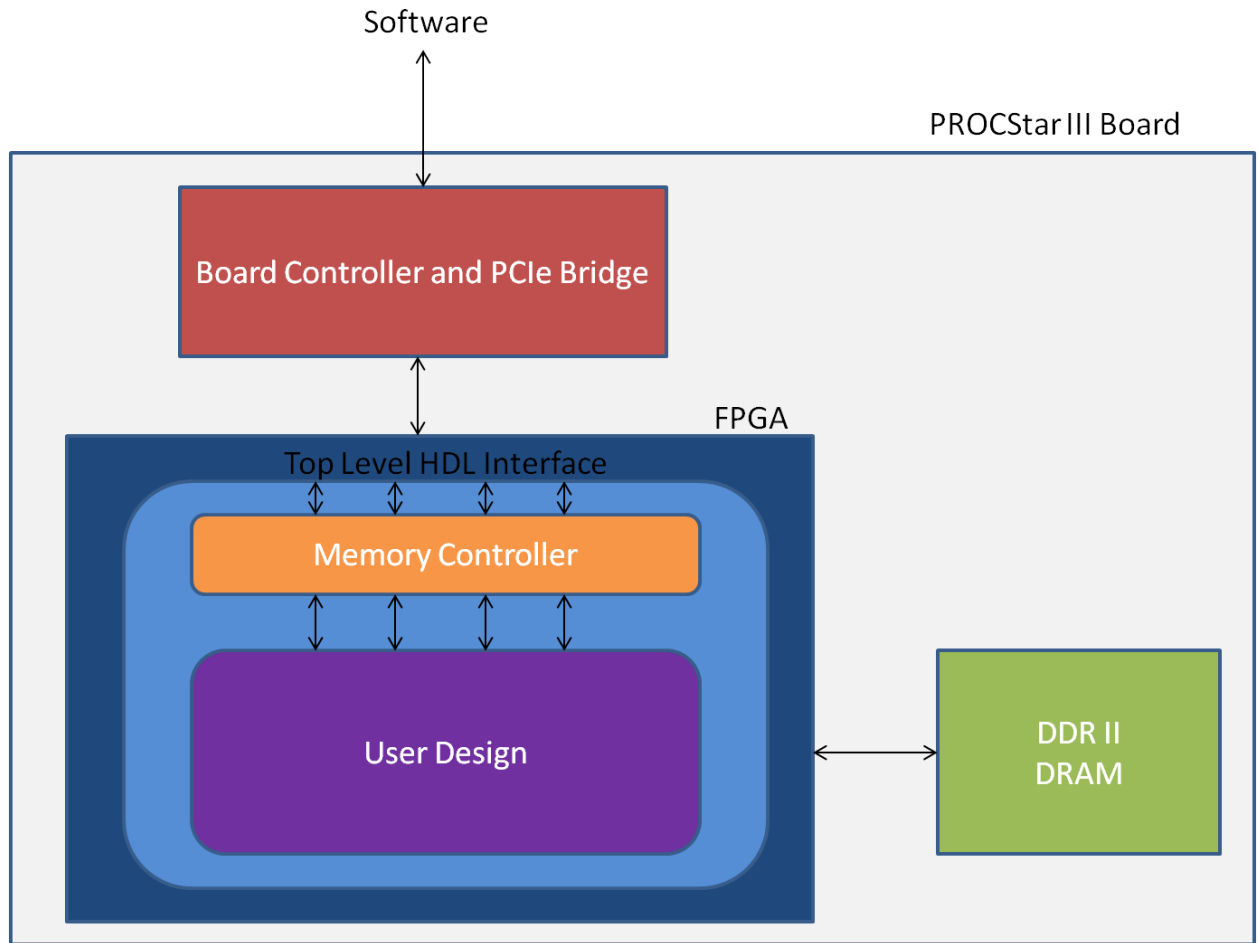 Software
PROCStar III Board
Board Controller and PCIe Bridge
FPGA
Top Level HDL Interface
Memory Controller
User Design
DDR II
DRAM